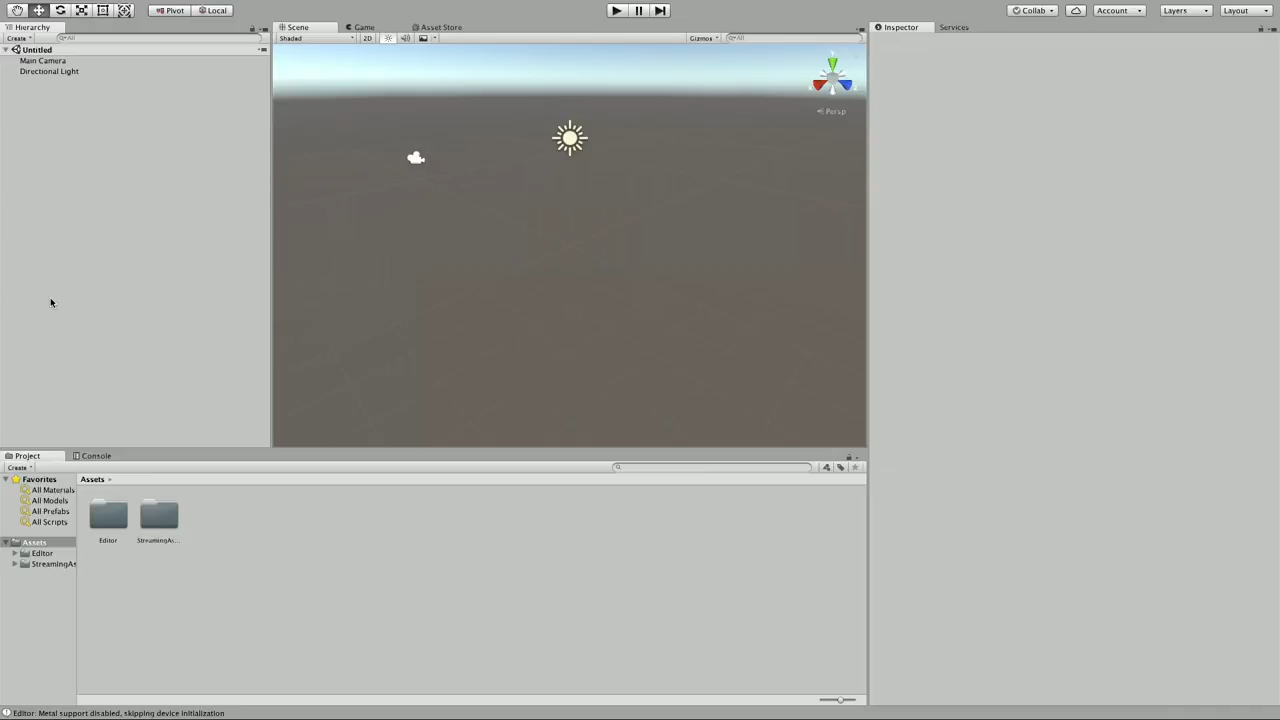 Pivot Local Collab Account Layers Layout
Hierarchy
Create All
Untitled
Main Camera
Directional Light
Scene Game Asset Store
Shaded 2D Gizmos All
Persp
Inspector Services
Project Console
Create
Favorites
All Materials
All Models
All Prefabs
All Scripts
Assets
Editor
StreamingAs
Assets
Editor StreamingAs...
Editor: Metal support disabled, skipping device initialization